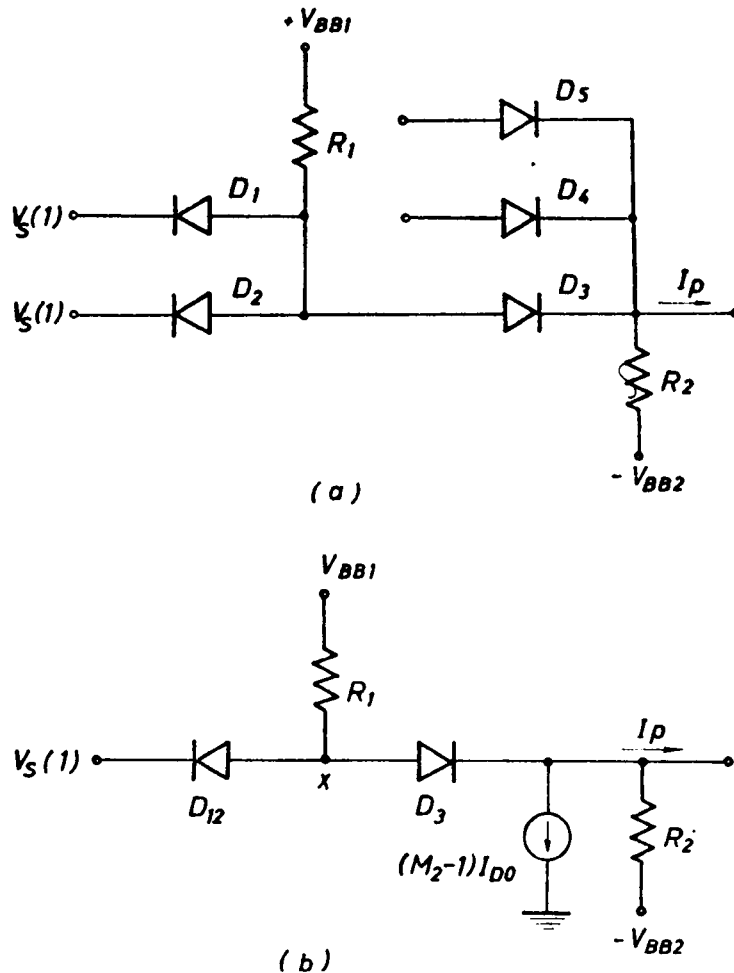 +V_BB1
D5
R1
D1
D4
V_S(1)
D2
D3
I_P
V_S(1)
R2
- V_BB2
(a)
V_BB1
R1
I_P
V_S(1)
X
D12
D3
R2
(M2-1)I_D0
-V_BB2
(b)